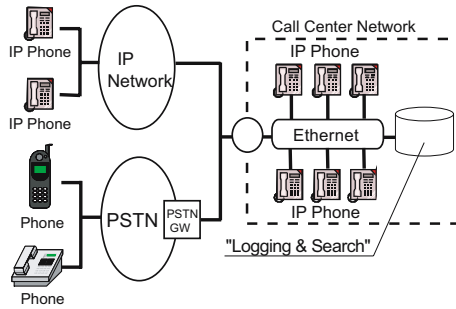 Call Center Network
IP Phone
IP Phone
IP
Network
IP Phone
Ethernet
Phone
PSTN
PSTN
GW
IP Phone
"Logging & Search"
Phone